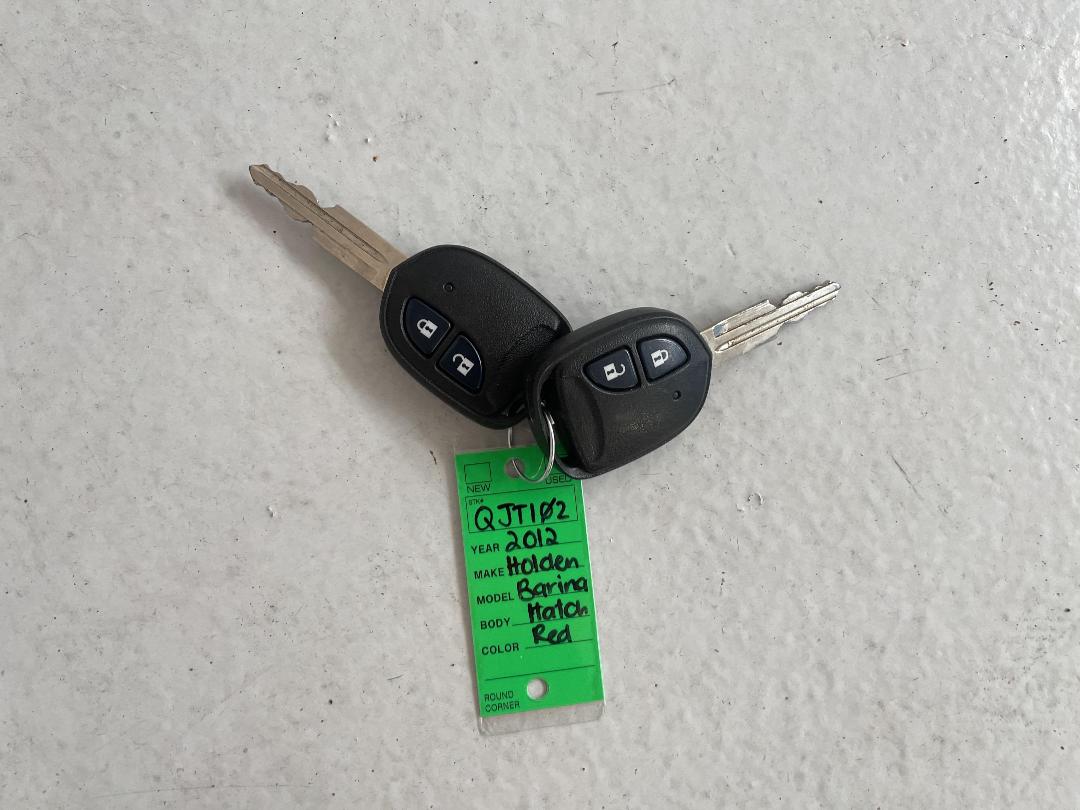 NEW USED
STK#
QJT1Ø2
YEAR 2012
MAKE Holden
MODEL Barina
BODY Hatch
COLOR Red
ROUND
CORNER